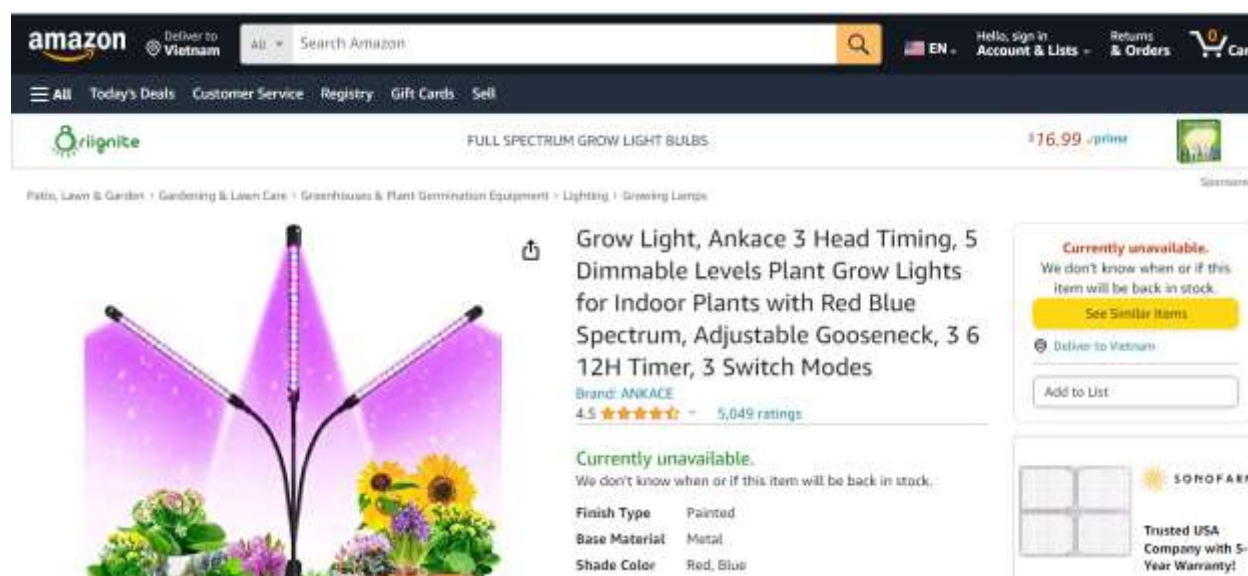 amazon
Deliver to
Vietnam
All
Search Amazon
EN
Hello, sign in
Account & Lists
Returns
& Orders
0
Car
All Today's Deals Customer Service Registry Gift Cards Sell
riignite
FULL SPECTRUM GROW LIGHT BULBS
$16.99 prime
Sponsore
Patio, Lawn & Garden › Gardening & Lawn Care › Greenhouses & Plant Germination Equipment › Lighting › Growing Lamps
Grow Light, Ankace 3 Head Timing, 5
Dimmable Levels Plant Grow Lights
for Indoor Plants with Red Blue
Spectrum, Adjustable Gooseneck, 3 6
12H Timer, 3 Switch Modes
Brand: ANKACE
4.5 5,049 ratings
Currently unavailable.
We don't know when or if this item will be back in stock.
Finish Type Painted
Base Material Metal
Shade Color Red, Blue
Currently unavailable.
We don't know when or if this
item will be back in stock.
See Similar Items
Deliver to Vietnam
Add to List
SONOFARM
Trusted USA
Company with 5-
Year Warranty!